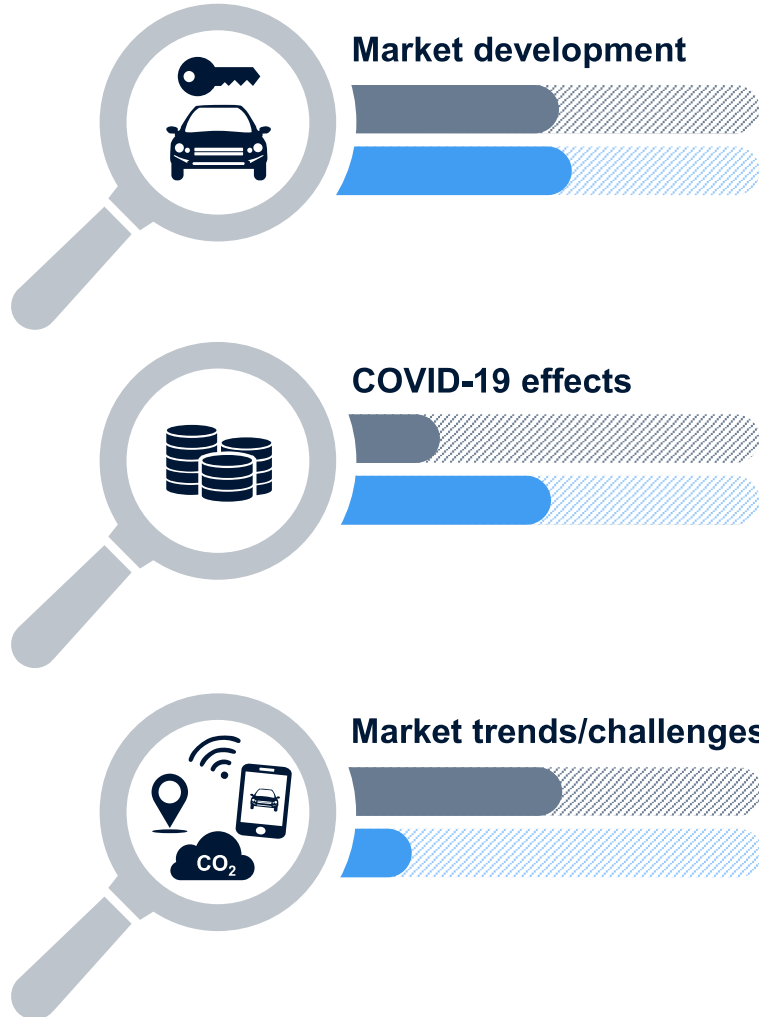 Market development
COVID-19 effects
Market trends/challenges
CO₂